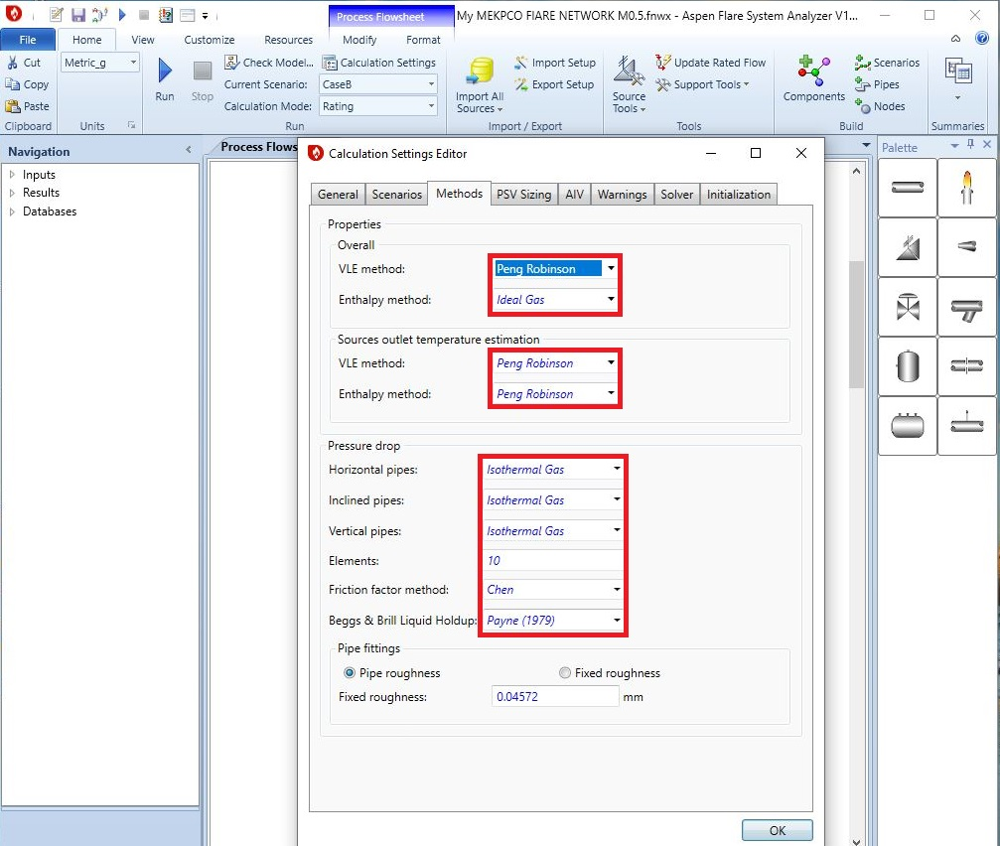 Process Flowsheet
My MEKPCO FIARE NETWORK M0.5.fnwx - Aspen Flare System Analyzer V1...
File Home View Customize Resources Modify Format
Cut
Copy
Paste
Clipboard
Metric_g
Units
Run
Stop
Check Model...
Calculation Settings
Current Scenario: CaseB
Calculation Mode: Rating
Run
Import All
Sources
Import Setup
Export Setup
Import / Export
Source
Tools
Update Rated Flow
Support Tools
Tools
Components
Scenarios
Pipes
Nodes
Build
Summaries
Navigation
Inputs
Results
Databases
Process Flows
Palette
Calculation Settings Editor
General Scenarios Methods PSV Sizing AIV Warnings Solver Initialization
Properties
Overall
VLE method: Peng Robinson
Enthalpy method: Ideal Gas
Sources outlet temperature estimation
VLE method: Peng Robinson
Enthalpy method: Peng Robinson
Pressure drop
Horizontal pipes: Isothermal Gas
Inclined pipes: Isothermal Gas
Vertical pipes: Isothermal Gas
Elements: 10
Friction factor method: Chen
Beggs & Brill Liquid Holdup: Payne (1979)
Pipe fittings
Pipe roughness Fixed roughness
Fixed roughness: 0.04572 mm
OK